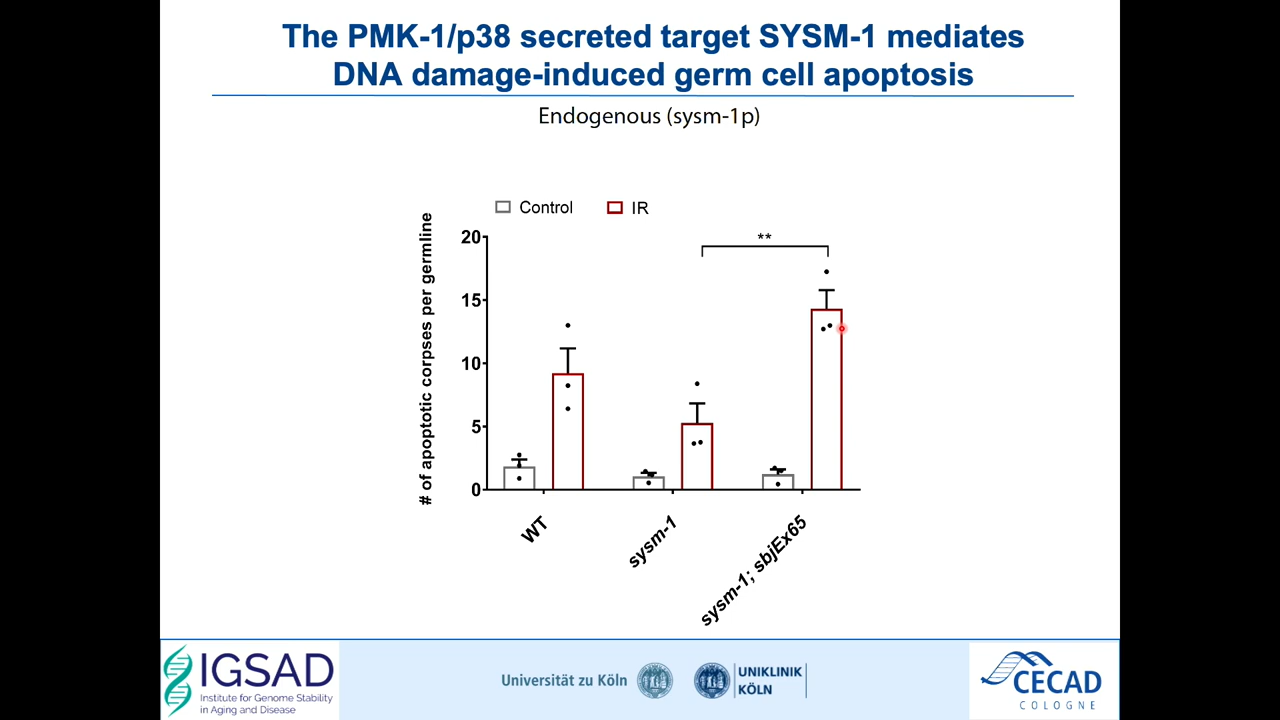 The PMK-1/p38 secreted target SYSM-1 mediates
DNA damage-induced germ cell apoptosis
Endogenous (sysm-1p)
Control
IR
# of apoptotic corpses per germline
20
15
10
5
0
**
WT
sysm-1
sysm-1; sbjEx65
IGSAD
Institute for Genome Stability
in Aging and Disease
Universität zu Köln
UNIKLINIK
KÖLN
CECAD
COLOGNE